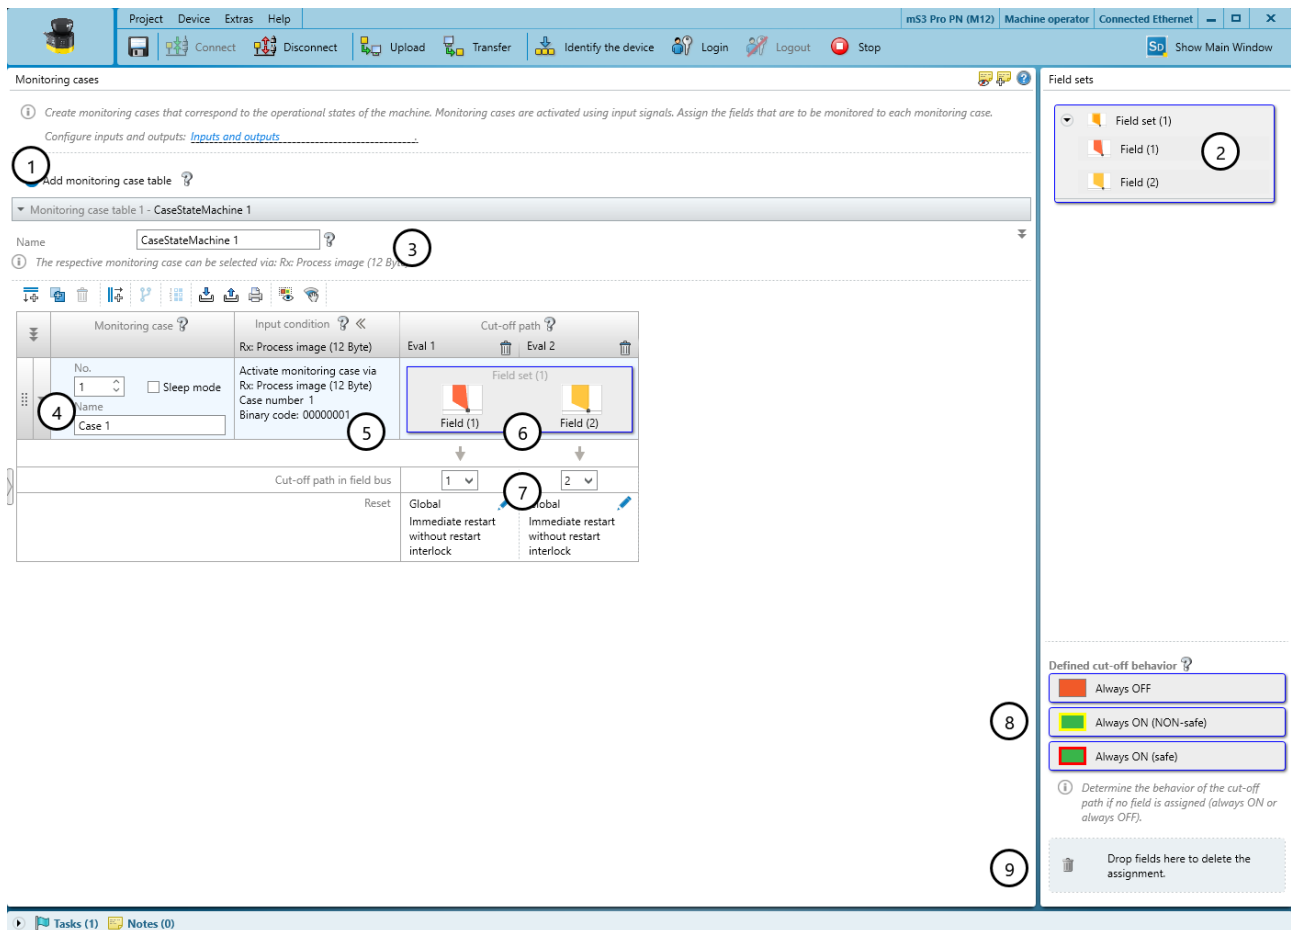 Project Device Extras Help
mS3 Pro PN (M12) Machine operator Connected Ethernet
Connect Disconnect Upload Transfer Identify the device Login Logout Stop SD Show Main Window
Monitoring cases
Create monitoring cases that correspond to the operational states of the machine. Monitoring cases are activated using input signals. Assign the fields that are to be monitored to each monitoring case.
Configure inputs and outputs: Inputs and outputs
1
Add monitoring case table
Monitoring case table 1 - CaseStateMachine 1
Name CaseStateMachine 1
3
The respective monitoring case can be selected via: Rx: Process image (12 Byte)
Monitoring case Input condition Cut-off path
Rx: Process image (12 Byte) Eval 1 Eval 2
No.
1 Sleep mode
4
Name
Case 1
Activate monitoring case via
Rx: Process image (12 Byte)
Case number 1
Binary code: 00000001
5
Field set (1)
Field (1) Field (2)
6
Cut-off path in field bus 1 2
7
Reset
Global
Immediate restart
without restart
interlock
Global
Immediate restart
without restart
interlock
Field sets
Field set (1)
Field (1)
Field (2)
2
Defined cut-off behavior
Always OFF
8
Always ON (NON-safe)
Always ON (safe)
Determine the behavior of the cut-off
path if no field is assigned (always ON or
always OFF).
9
Drop fields here to delete the
assignment.
Tasks (1) Notes (0)